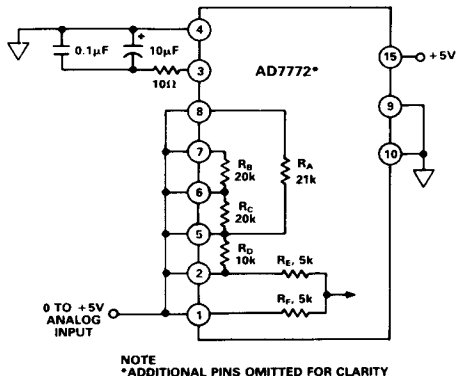 4
+
0.1μF
10μF
15
+5V
3
AD7772*
10Ω
8
9
7
RB
20k
RA
21k
10
6
RC
20k
5
RD
10k
RE, 5k
2
0 TO +5V
ANALOG
INPUT
1
RF, 5k
NOTE
*ADDITIONAL PINS OMITTED FOR CLARITY